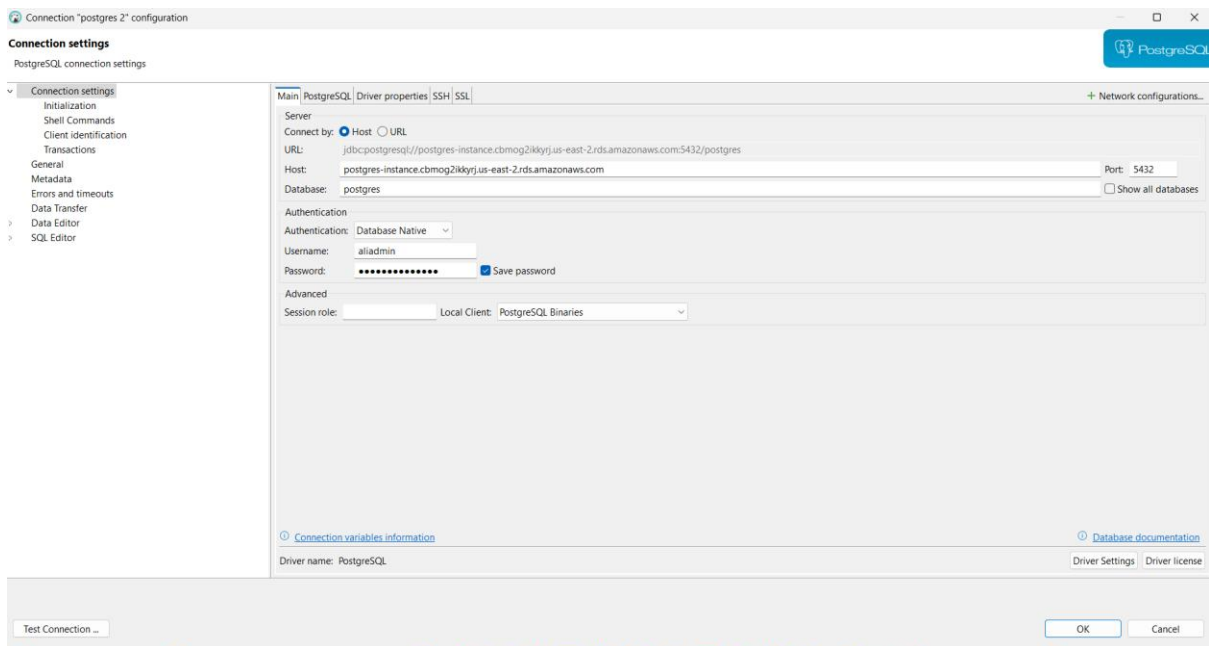 Connection "postgres 2" configuration
Connection settings
PostgreSQL connection settings
PostgreSQL
Connection settings
Initialization
Shell Commands
Client identification
Transactions
General
Metadata
Errors and timeouts
Data Transfer
Data Editor
SQL Editor
Main PostgreSQL Driver properties SSH SSL
+ Network configurations...
Server
Connect by: Host URL
URL: jdbc:postgresql://postgres-instance.cbmog2ikkyrj.us-east-2.rds.amazonaws.com:5432/postgres
Host: postgres-instance.cbmog2ikkyrj.us-east-2.rds.amazonaws.com Port: 5432
Database: postgres Show all databases
Authentication
Authentication: Database Native
Username: aliadmin
Password: •••••••••••••• Save password
Advanced
Session role: Local Client: PostgreSQL Binaries
Connection variables information Database documentation
Driver name: PostgreSQL Driver Settings Driver license
Test Connection ... OK Cancel